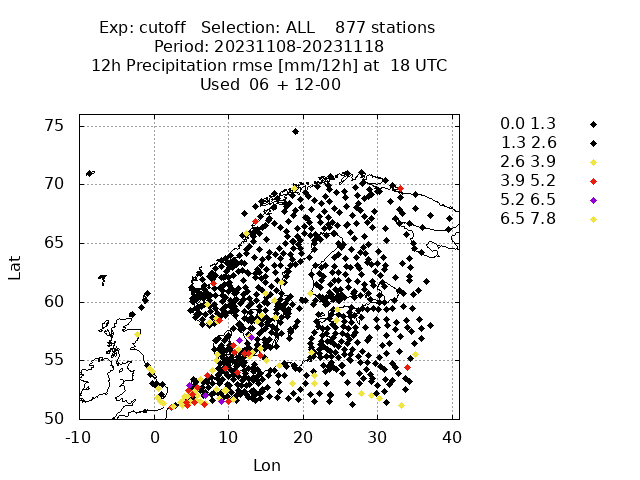 Exp: cutoff Selection: ALL 877 stations
Period: 20231108-20231118
12h Precipitation rmse [mm/12h] at 18 UTC
Used 06 + 12-00
0.0 1.3
1.3 2.6
2.6 3.9
3.9 5.2
5.2 6.5
6.5 7.8
75
70
65
60
55
50
Lat
-10 0 10 20 30 40
Lon